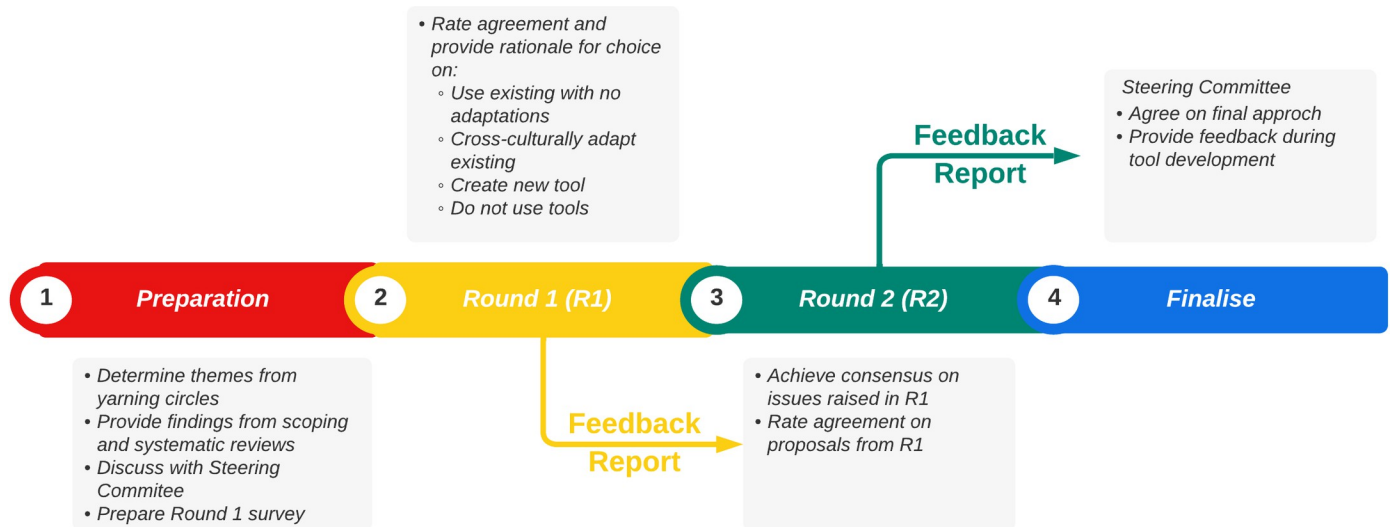 • Rate agreement and
provide rationale for choice
on:
◦ Use existing with no
adaptations
◦ Cross-culturally adapt
existing
◦ Create new tool
◦ Do not use tools
Steering Committee
• Agree on final approch
• Provide feedback during
tool development
Feedback
Report
1
Preparation
2
Round 1 (R1)
3
Round 2 (R2)
4
Finalise
• Determine themes from
yarning circles
• Provide findings from scoping
and systematic reviews
• Discuss with Steering
Commitee
• Prepare Round 1 survey
Feedback
Report
• Achieve consensus on
issues raised in R1
• Rate agreement on
proposals from R1